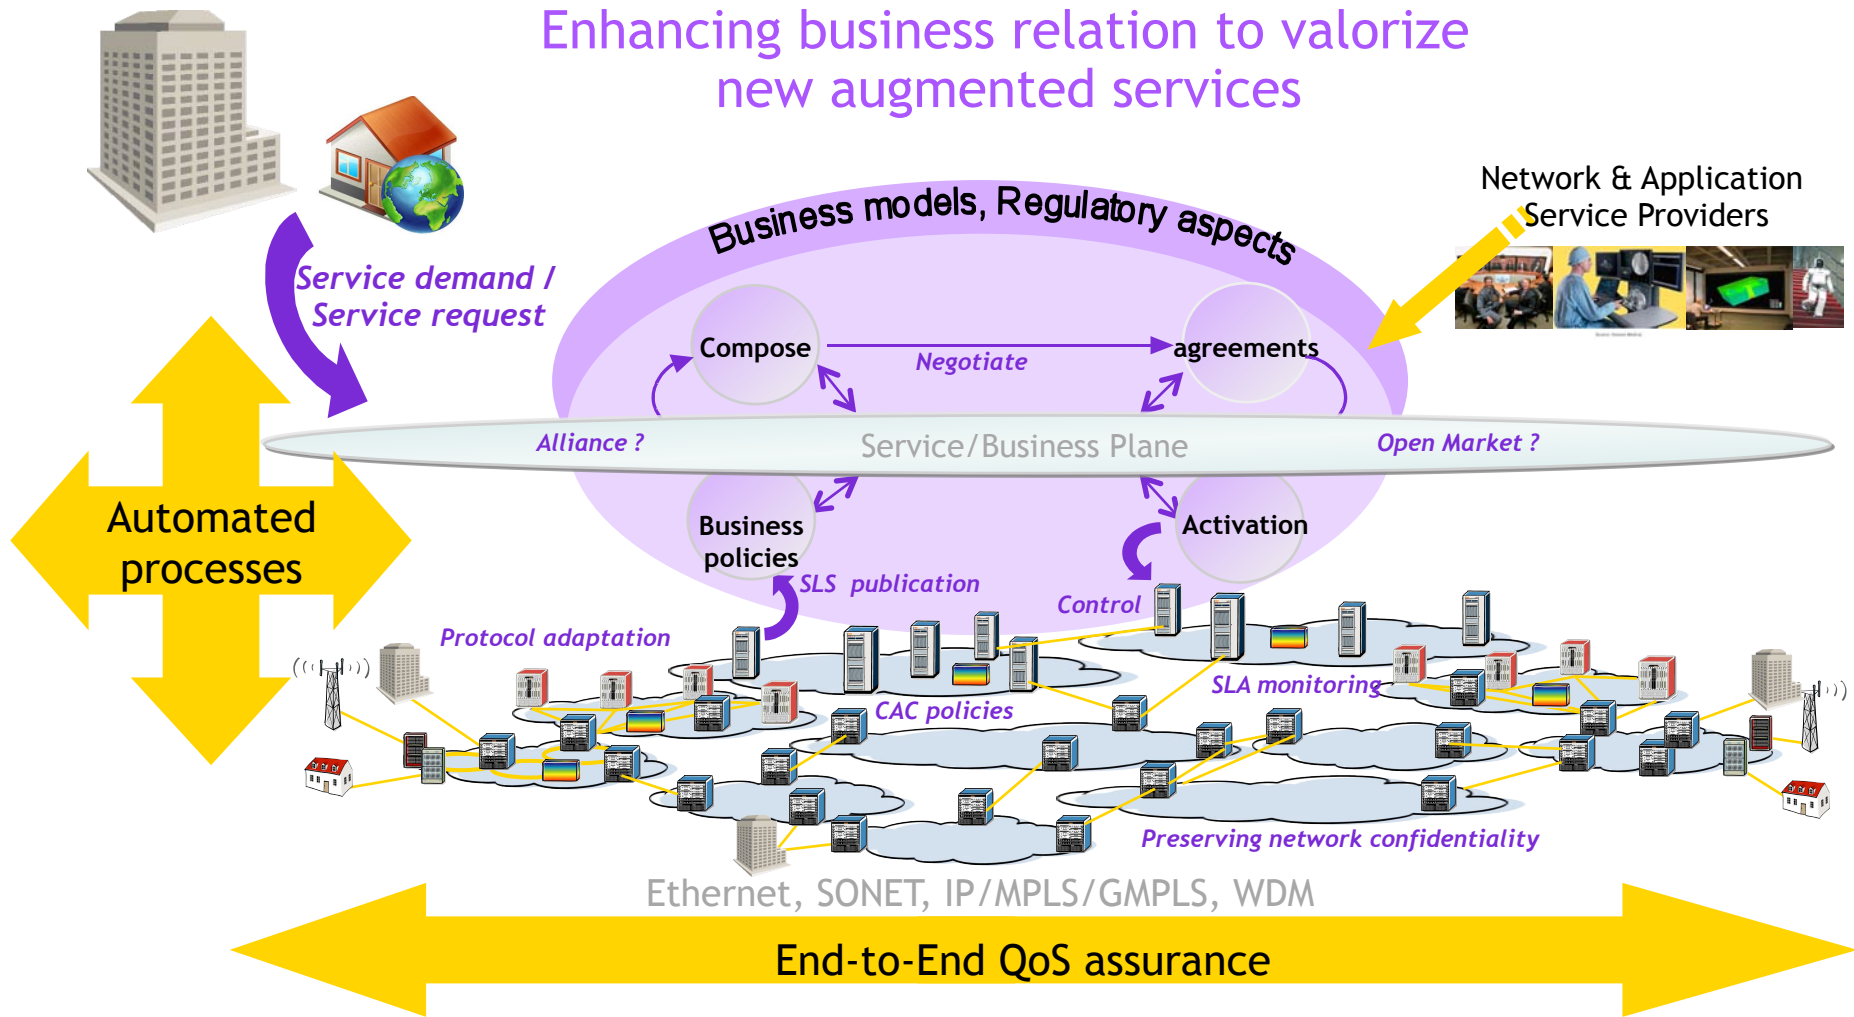 Enhancing business relation to valorize
new augmented services
Network & Application
Service Providers
Business models, Regulatory aspects
Service demand /
Service request
Compose
Negotiate
agreements
Alliance ?
Service/Business Plane
Open Market ?
Automated
processes
Business
policies
Activation
SLS publication
Control
Protocol adaptation
SLA monitoring
CAC policies
Preserving network confidentiality
Ethernet, SONET, IP/MPLS/GMPLS, WDM
End-to-End QoS assurance